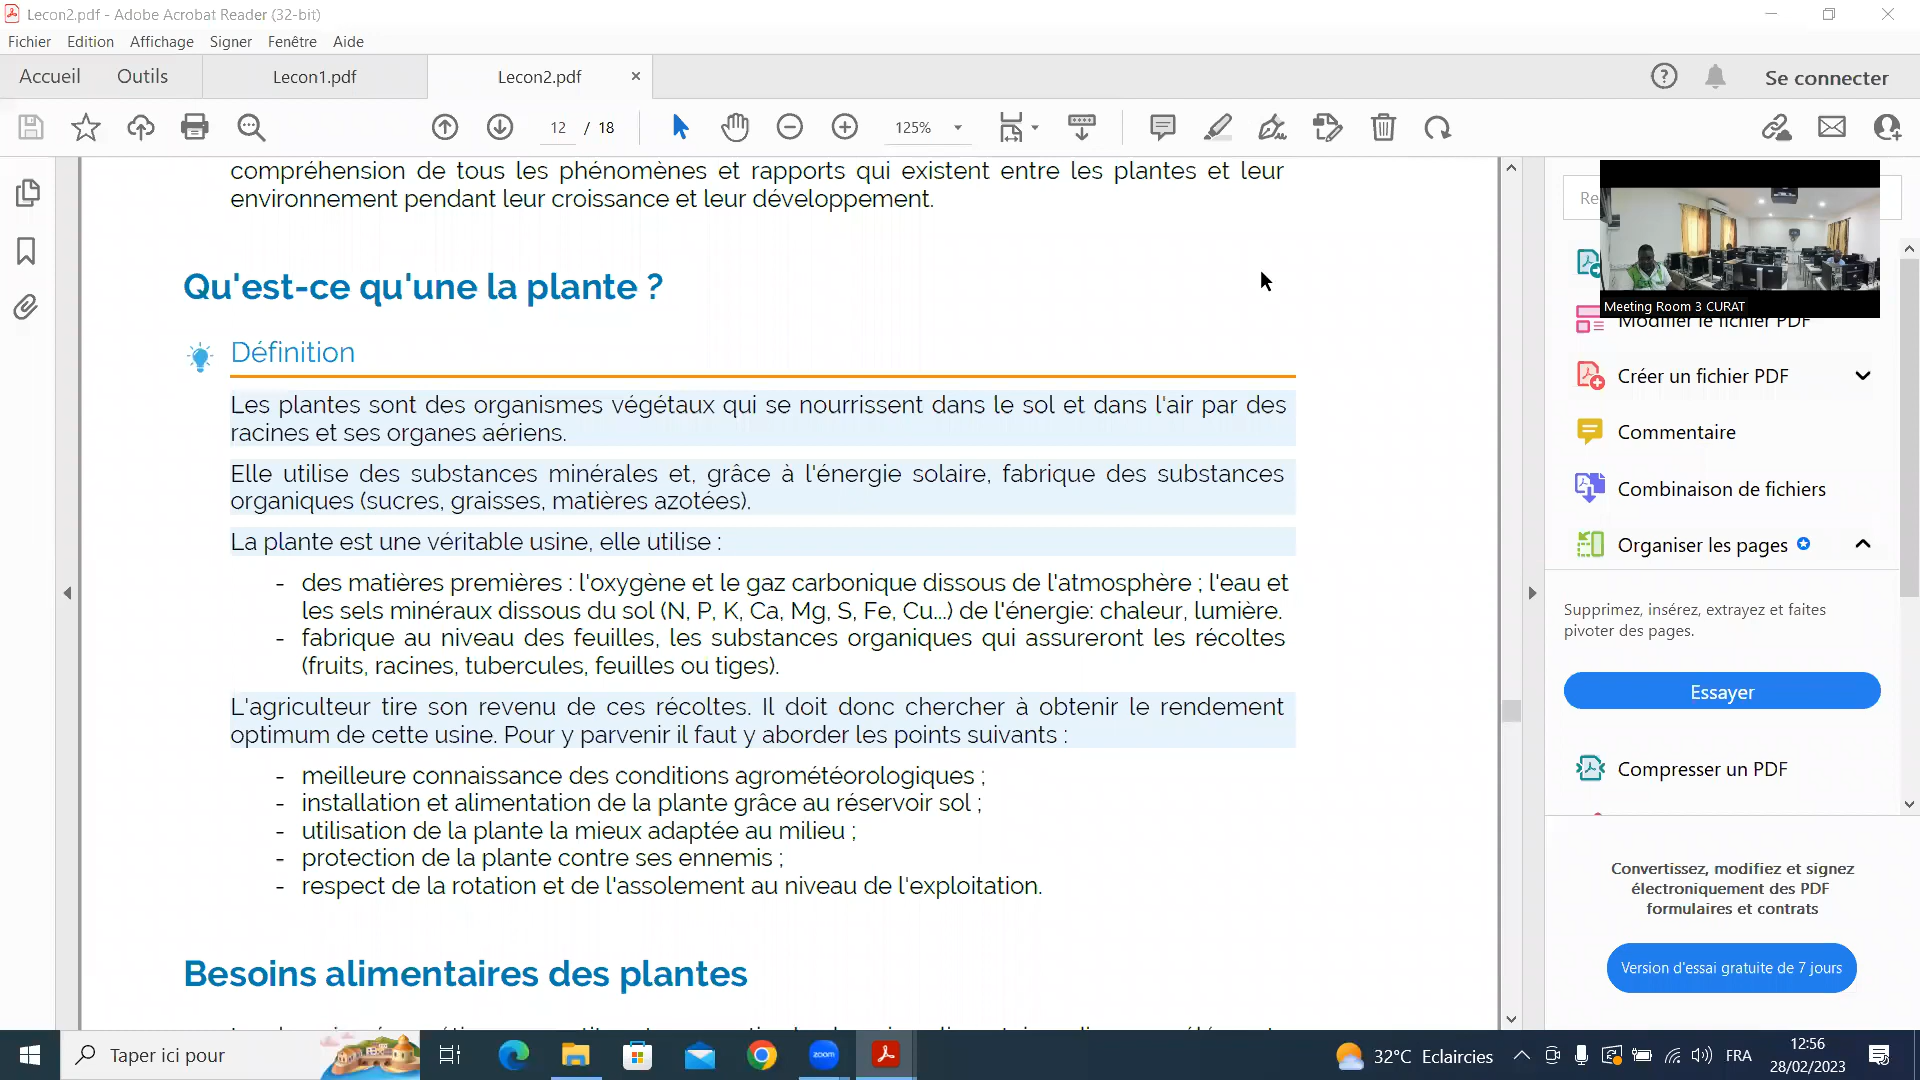 Lecon2.pdf - Adobe Acrobat Reader (32-bit)
Fichier Edition Affichage Signer Fenêtre Aide
Accueil Outils Lecon1.pdf Lecon2.pdf × Se connecter
12 / 18 125%
compréhension de tous les phénomènes et rapports qui existent entre les plantes et leur
environnement pendant leur croissance et leur développement.
Qu'est-ce qu'une la plante ?
Définition
Les plantes sont des organismes végétaux qui se nourrissent dans le sol et dans l'air par des
racines et ses organes aériens.
Elle utilise des substances minérales et, grâce à l'énergie solaire, fabrique des substances
organiques (sucres, graisses, matières azotées).
La plante est une véritable usine, elle utilise :
- des matières premières : l'oxygène et le gaz carbonique dissous de l'atmosphère ; l'eau et
les sels minéraux dissous du sol (N, P, K, Ca, Mg, S, Fe, Cu...) de l'énergie: chaleur, lumière.
- fabrique au niveau des feuilles, les substances organiques qui assureront les récoltes
(fruits, racines, tubercules, feuilles ou tiges).
L'agriculteur tire son revenu de ces récoltes. Il doit donc chercher à obtenir le rendement
optimum de cette usine. Pour y parvenir il faut y aborder les points suivants :
- meilleure connaissance des conditions agrométéorologiques ;
- installation et alimentation de la plante grâce au réservoir sol ;
- utilisation de la plante la mieux adaptée au milieu ;
- protection de la plante contre ses ennemis ;
- respect de la rotation et de l'assolement au niveau de l'exploitation.
Besoins alimentaires des plantes
Re
Meeting Room 3 CURAT
Modifier le fichier PDF
Créer un fichier PDF
Commentaire
Combinaison de fichiers
Organiser les pages
Supprimez, insérez, extrayez et faites
pivoter des pages.
Essayer
Compresser un PDF
Convertissez, modifiez et signez
électroniquement des PDF
formulaires et contrats
Version d'essai gratuite de 7 jours
Taper ici pour
zoom
32°C Eclaircies
FRA
12:56
28/02/2023